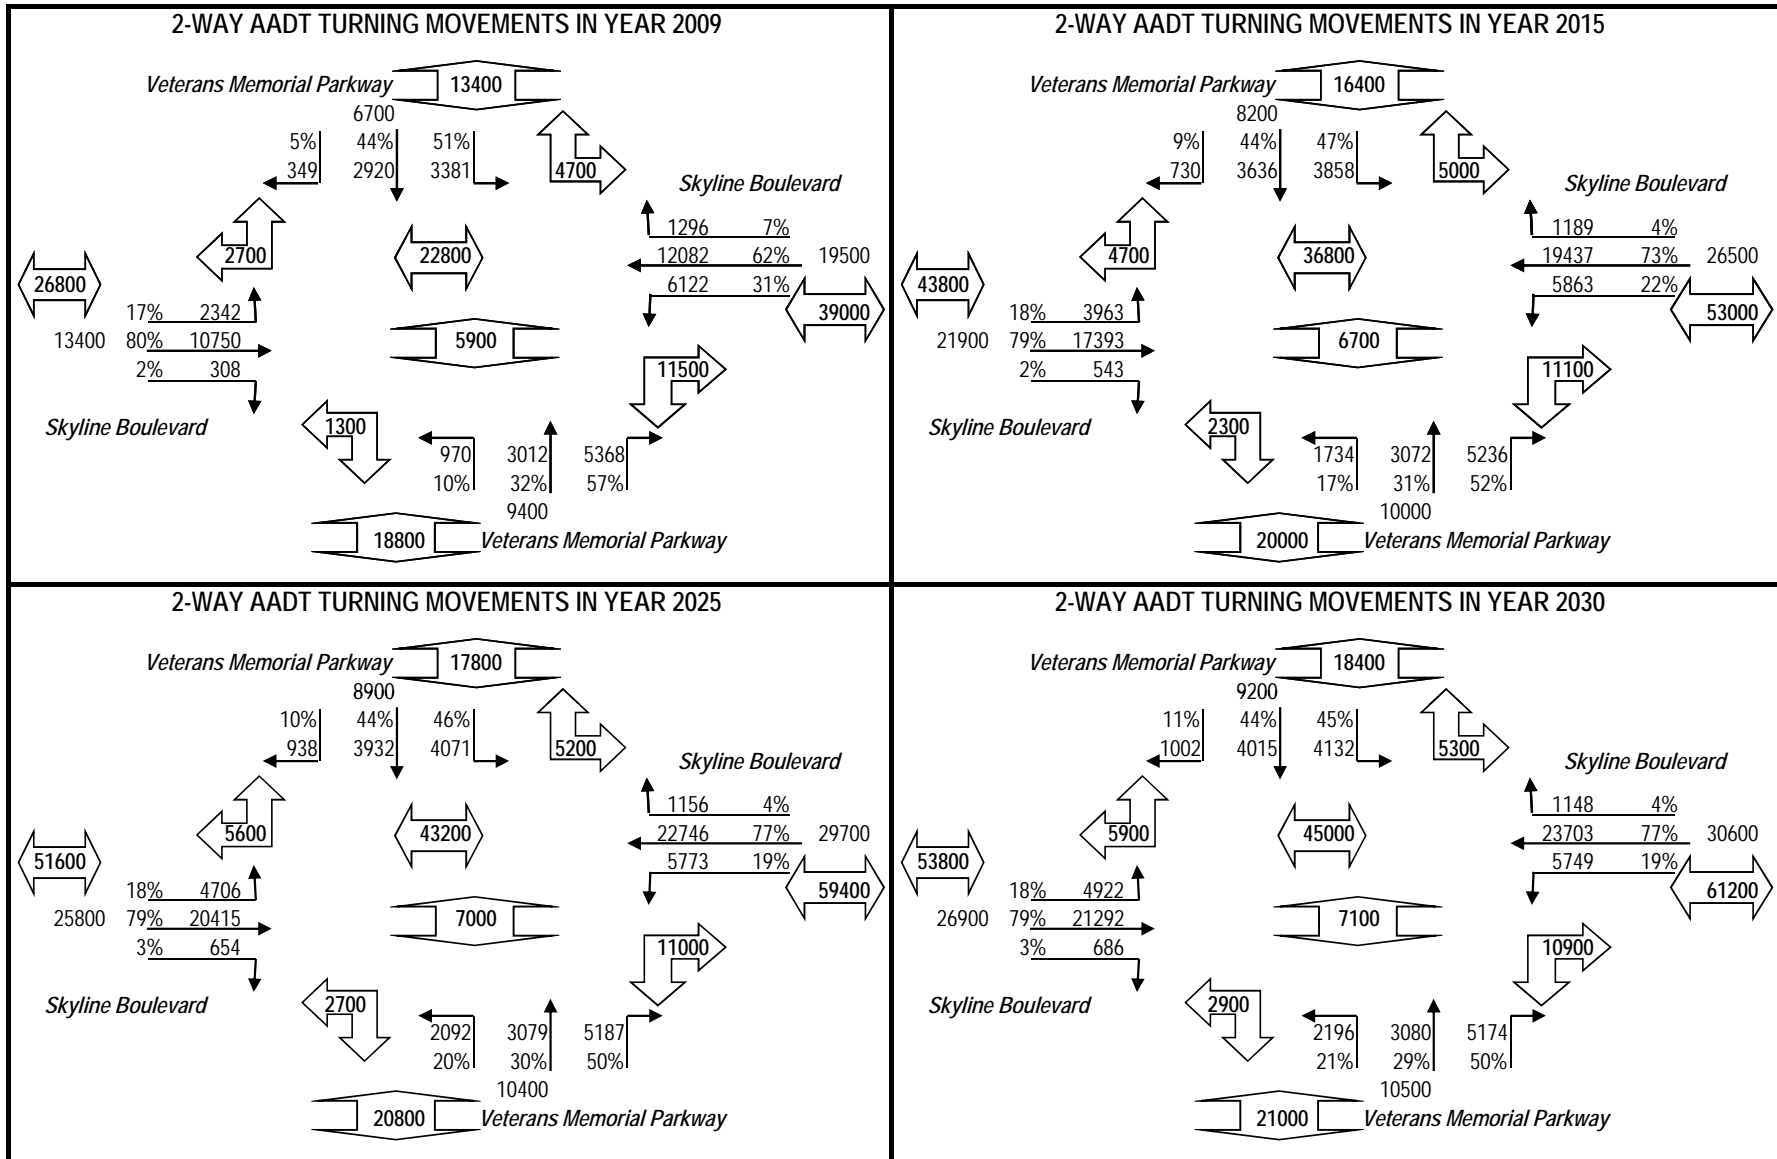 2-WAY AADT TURNING MOVEMENTS IN YEAR 2009
Veterans Memorial Parkway 13400
6700
5% 44% 51%
349 2920 3381 4700
Skyline Boulevard
1296 7%
2700 22800 12082 62% 19500
26800 6122 31%
39000
17% 2342
13400 80% 10750 5900
2% 308 11500
Skyline Boulevard 1300
970 3012 5368
10% 32% 57%
9400
18800 Veterans Memorial Parkway
2-WAY AADT TURNING MOVEMENTS IN YEAR 2015
Veterans Memorial Parkway 16400
8200
9% 44% 47%
730 3636 3858 5000
Skyline Boulevard
1189 4%
4700 36800 19437 73% 26500
43800 5863 22%
53000
18% 3963
21900 79% 17393 6700
2% 543 11100
Skyline Boulevard 2300
1734 3072 5236
17% 31% 52%
10000
20000 Veterans Memorial Parkway
2-WAY AADT TURNING MOVEMENTS IN YEAR 2025
Veterans Memorial Parkway 17800
8900
10% 44% 46%
938 3932 4071 5200
Skyline Boulevard
1156 4%
5600 43200 22746 77% 29700
51600 5773 19%
59400
18% 4706
25800 79% 20415 7000
3% 654 11000
Skyline Boulevard 2700
2092 3079 5187
20% 30% 50%
10400
20800 Veterans Memorial Parkway
2-WAY AADT TURNING MOVEMENTS IN YEAR 2030
Veterans Memorial Parkway 18400
9200
11% 44% 45%
1002 4015 4132 5300
Skyline Boulevard
1148 4%
5900 45000 23703 77% 30600
53800 5749 19%
61200
18% 4922
26900 79% 21292 7100
3% 686 10900
Skyline Boulevard 2900
2196 3080 5174
21% 29% 50%
10500
21000 Veterans Memorial Parkway